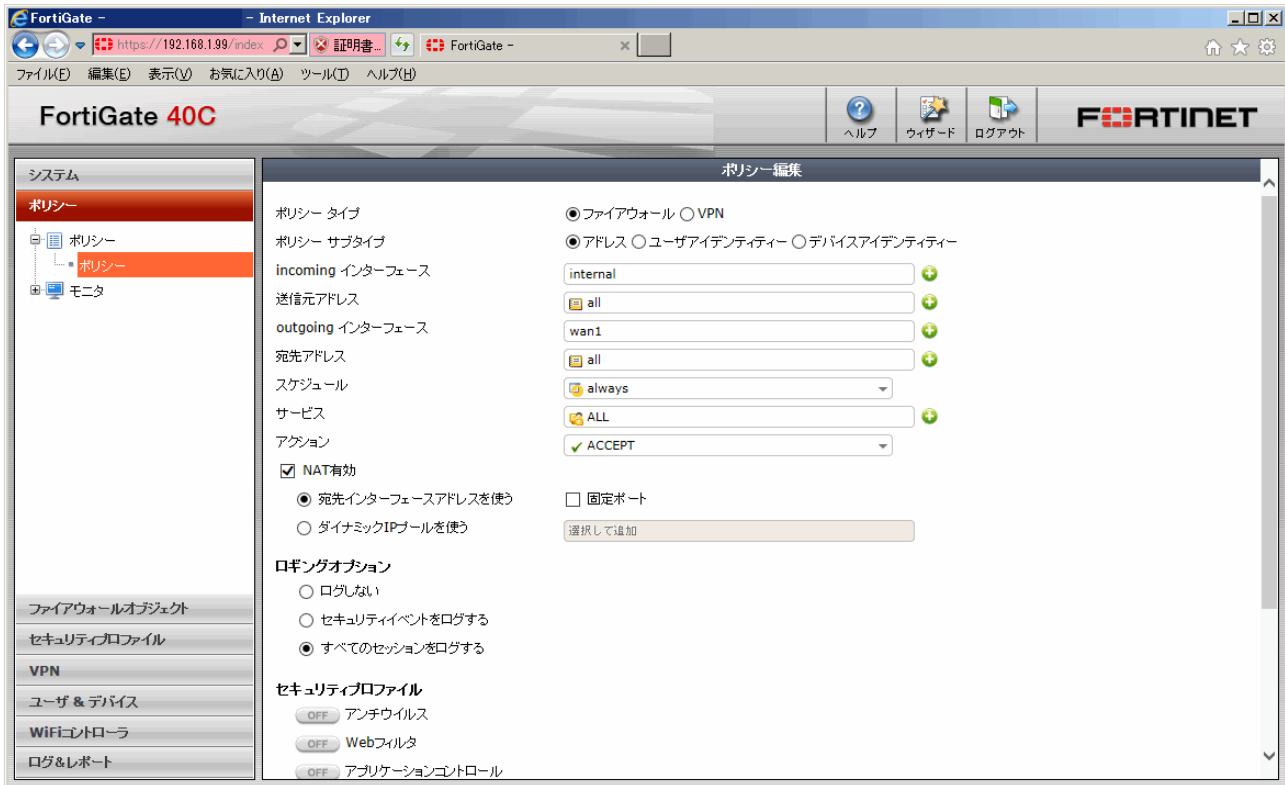 FortiGate - - Internet Explorer
https://192.168.1.99/index 証明書... FortiGate -
ファイル(F) 編集(E) 表示(V) お気に入り(A) ツール(T) ヘルプ(H)
FortiGate 40C
ヘルプ ウィザード ログアウト
FORTINET
システム
ポリシー
ポリシー
ポリシー
モニタ
ファイアウォールオブジェクト
セキュリティプロファイル
VPN
ユーザ & デバイス
WiFiコントローラ
ログ&レポート
ポリシー編集
ポリシー タイプ ファイアウォール VPN
ポリシー サブタイプ アドレス ユーザアイデンティティー デバイスアイデンティティー
incoming インターフェース internal
送信元アドレス all
outgoing インターフェース wan1
宛先アドレス all
スケジュール always
サービス ALL
アクション ACCEPT
NAT有効
宛先インターフェースアドレスを使う 固定ポート
ダイナミックIPプールを使う 選択して追加
ロギングオプション
ログしない
セキュリティイベントをログする
すべてのセッションをログする
セキュリティプロファイル
OFF アンチウイルス
OFF Webフィルタ
OFF アプリケーションコントロール